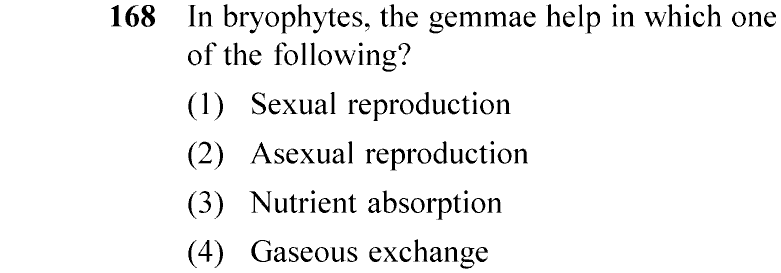 168 In bryophytes, the gemmae help in which one
of the following?
(1) Sexual reproduction
(2) Asexual reproduction
(3) Nutrient absorption
(4) Gaseous exchange